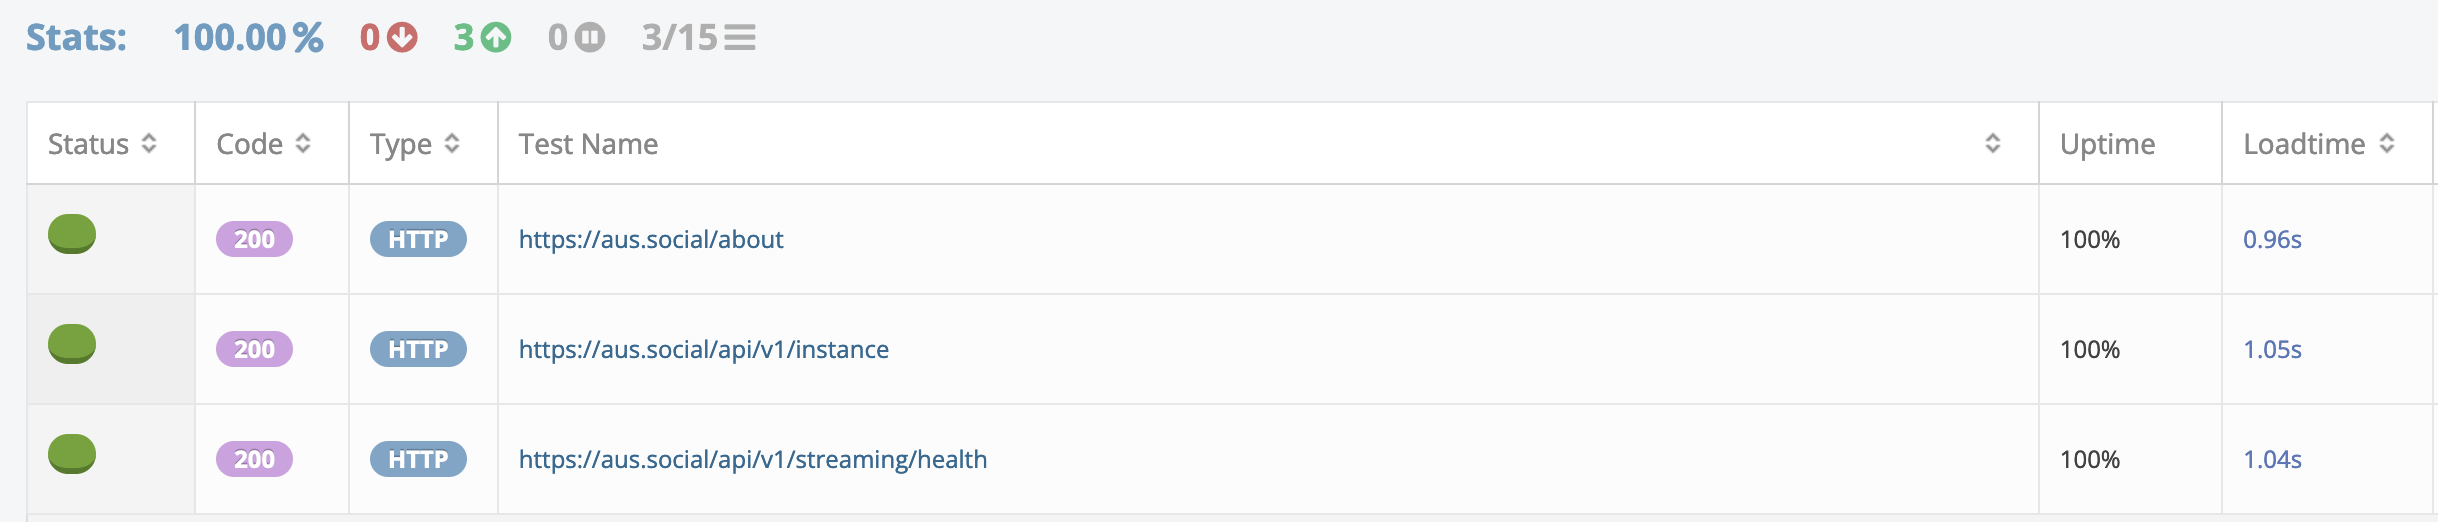 Stats: 100.00% 0 3 0 3/15
Status Code Type Test Name Uptime Loadtime
200 HTTP https://aus.social/about 100% 0.96s
200 HTTP https://aus.social/api/v1/instance 100% 1.05s
200 HTTP https://aus.social/api/v1/streaming/health 100% 1.04s